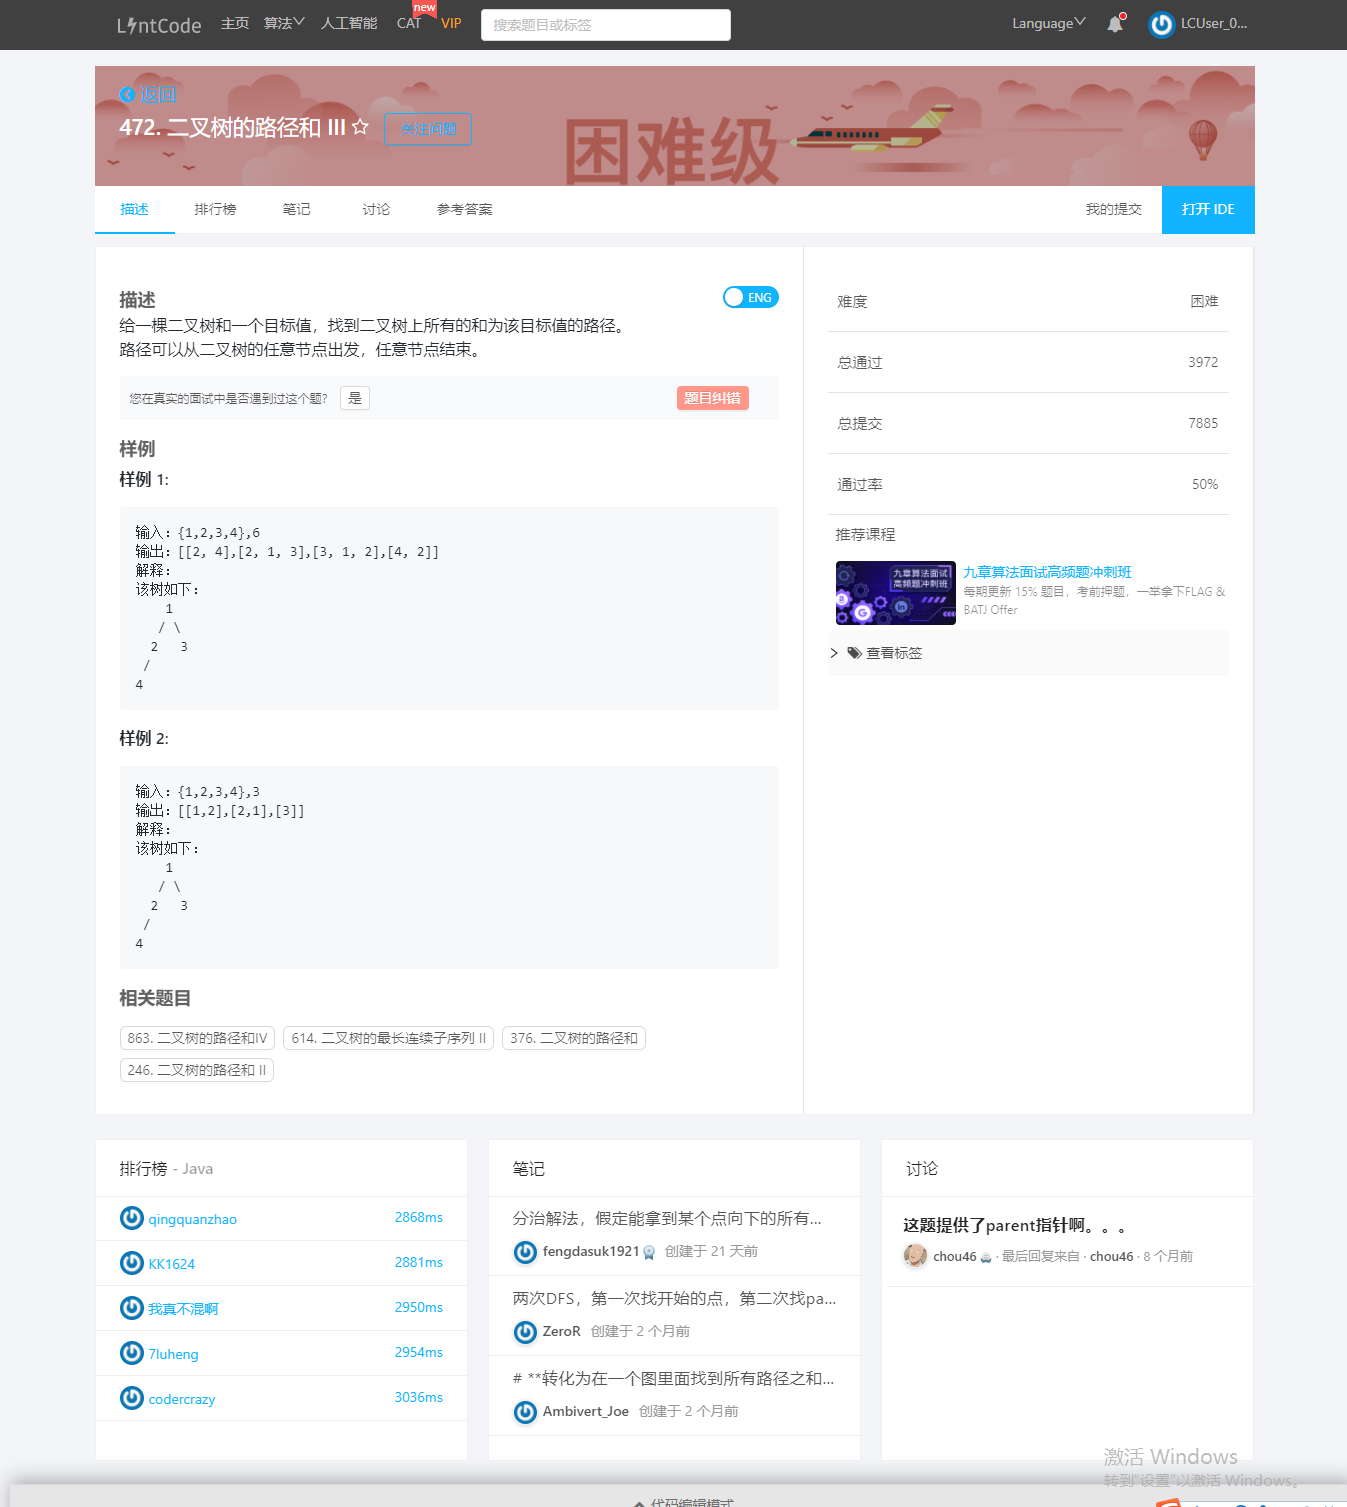 LintCode 主页 算法 人工智能 CAT new VIP 搜索题目或标签 Language LCUser_0...
返回
472. 二叉树的路径和 III 关注问题
困难级
描述 排行榜 笔记 讨论 参考答案 我的提交 打开 IDE
描述 ENG
给一棵二叉树和一个目标值，找到二叉树上所有的和为该目标值的路径。
路径可以从二叉树的任意节点出发，任意节点结束。
您在真实的面试中是否遇到过这个题? 是 题目纠错
样例
样例 1:
输入：{1,2,3,4},6
输出：[[2, 4],[2, 1, 3],[3, 1, 2],[4, 2]]
解释：
该树如下：
1
/ \
2 3
/
4
样例 2:
输入：{1,2,3,4},3
输出：[[1,2],[2,1],[3]]
解释：
该树如下：
1
/ \
2 3
/
4
相关题目
863. 二叉树的路径和IV 614. 二叉树的最长连续子序列 II 376. 二叉树的路径和
246. 二叉树的路径和 II
难度 困难
总通过 3972
总提交 7885
通过率 50%
推荐课程
九章算法面试
高频题冲刺班
九章算法面试高频题冲刺班
每期更新 15% 题目，考前押题，一举拿下FLAG &
BATJ Offer
> 查看标签
排行榜 - Java
qingquanzhao 2868ms
KK1624 2881ms
我真不混啊 2950ms
7luheng 2954ms
codercrazy 3036ms
笔记
分治解法，假定能拿到某个点向下的所有...
fengdasuk1921 创建于 21 天前
两次DFS，第一次找开始的点，第二次找pa...
ZeroR 创建于 2 个月前
# **转化为在一个图里面找到所有路径之和...
Ambivert_Joe 创建于 2 个月前
讨论
这题提供了parent指针啊。。。
chou46 · 最后回复来自 · chou46 · 8 个月前
激活 Windows
转到"设置"以激活 Windows。
代码编辑模式